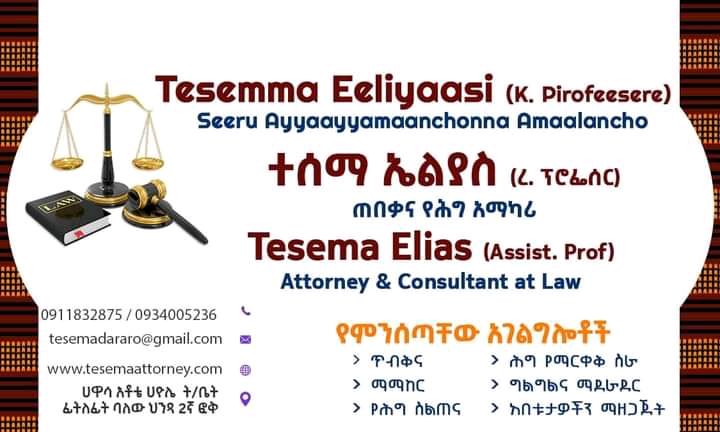 Tesemma Eeliyaasi (K. Pirofeesere)
Seeru Ayyaayyamaanchonna Amaalancho
ተሰማ ኤልያስ (ረ. ፕሮፌሰር)
ጠበቃና የሕግ አማካሪ
Tesema Elias (Assist. Prof)
Attorney & Consultant at Law
LAW
0911832875 / 0934005236
tesemadararo@gmail.com
www.tesemaattorney.com
ሀዋሳ አቶቴ ሀዮሌ ት/ቤት
ፊትለፊት ባለው ህንጻ 2ኛ ፎቅ
የምንሰጣቸው አገልግሎቶች
> ጥብቅና
> ማማከር
> የሕግ ስልጠና
> ሕግ የማርቀቅ ስራ
> ግልግልና ማደራደር
> አቤቱታዎችን ማዘጋጀት